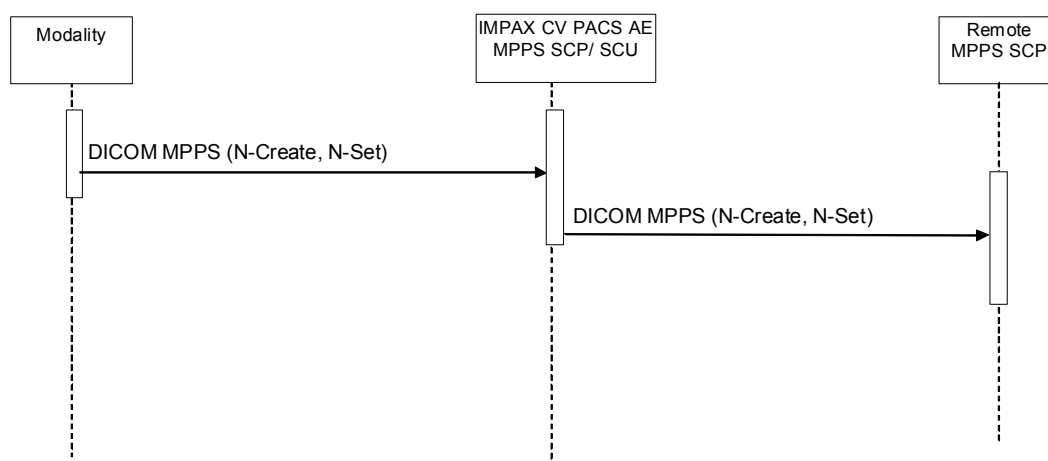 Modality
IMPAX CV PACS AE
MPPS SCP/ SCU
Remote
MPPS SCP
DICOM MPPS (N-Create, N-Set)
DICOM MPPS (N-Create, N-Set)